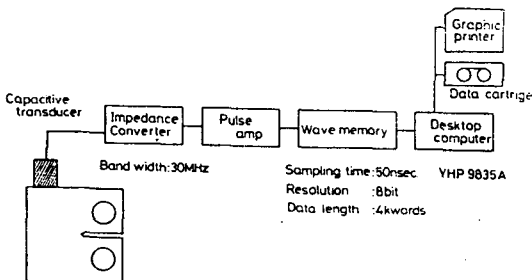 Graphic
printer
Data cartrige
Capacitive
transducer
Impedance
Converter
Pulse
amp
Wave memory
Desktop
computer
Band width:30MHz
Sampling time:50nsec
YHP 9835A
Resolution :8bit
Data length :4kwords